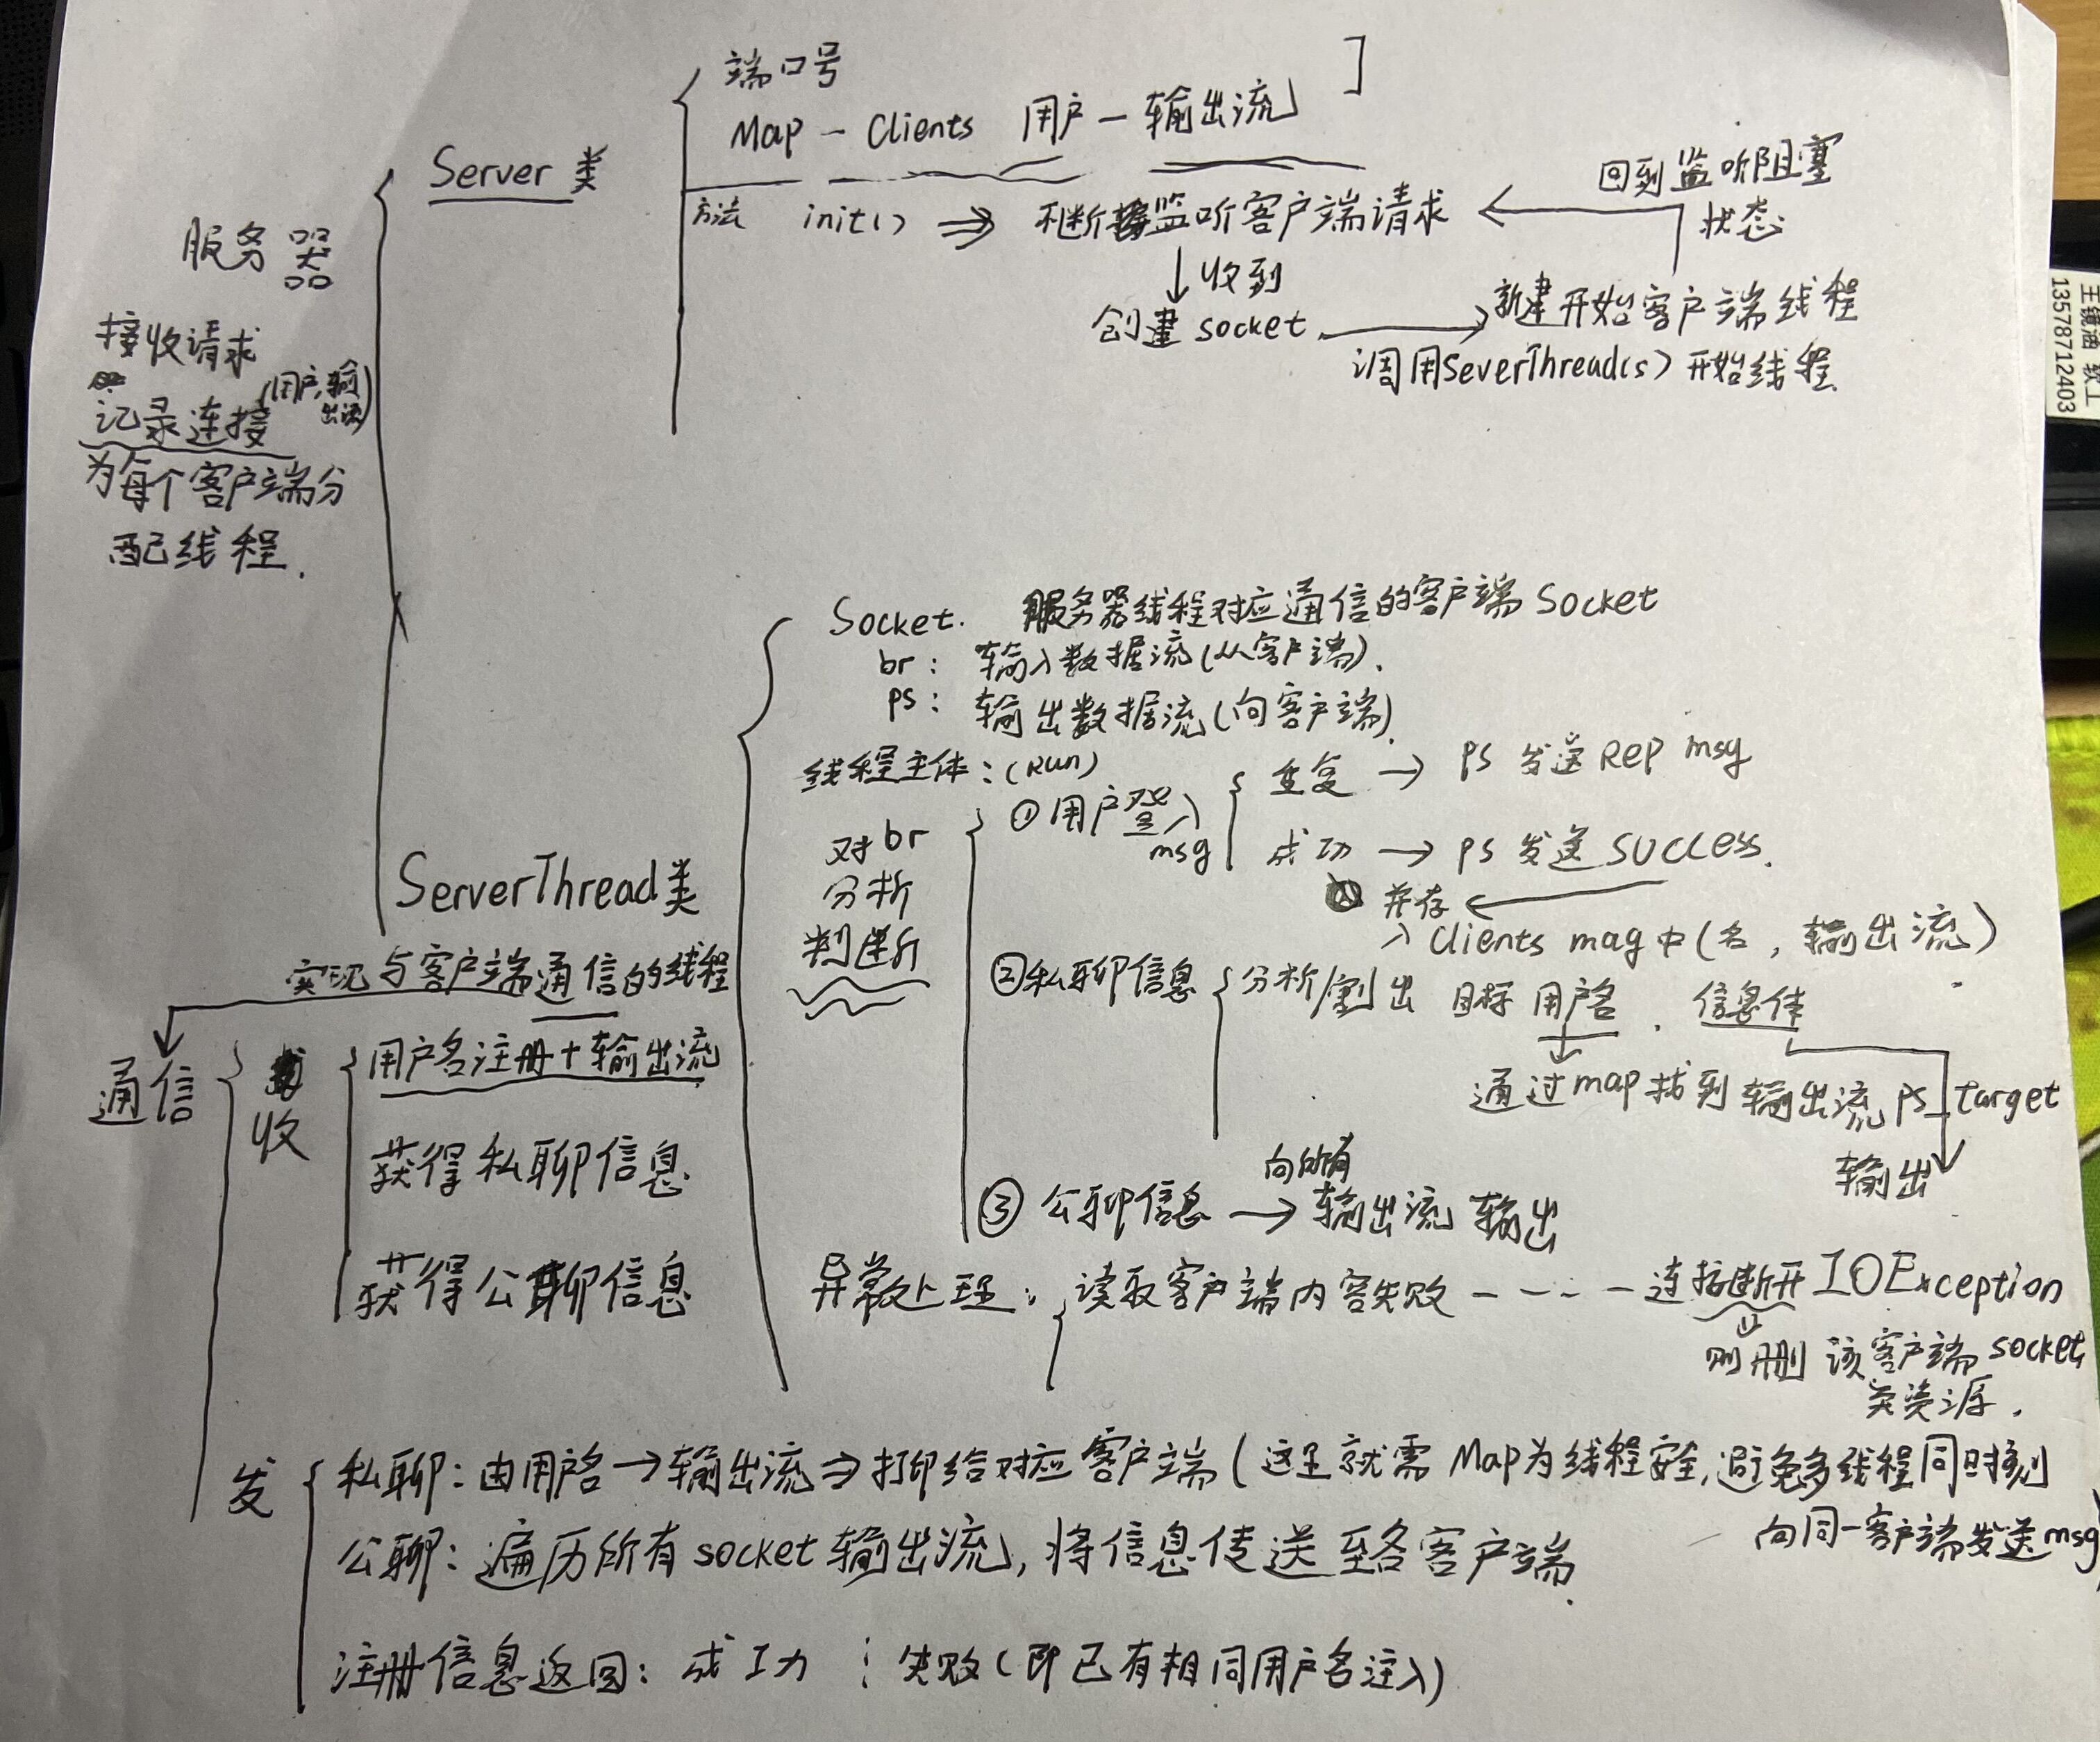 端口号
Map - Clients 用户 - 输出流
Server 类
方法 init() ⇒ 不断监听客户端请求
回到监听阻塞
状态
收到
创建 socket
新建开始客户端线程
调用SeverThread(s) 开始线程
服务器
接收请求
记录连接 (用户,输
出流)
为每个客户端分
配线程.
王镜涵 软工
13578712403
Socket. 服务器线程对应通信的客户端 Socket
br: 输入数据流(从客户端).
ps: 输出数据流(向客户端).
线程主体:(Run)
对br
分析
判断
①用户登入
msg
重复 → ps 发送 Rep msg
成功 → ps 发送 success.
并存
入 clients mag中(名, 输出流)
②私聊信息
分析/割出 目标 用户名 . 信息体
通过map找到 输出流 ps_target
输出
③ 公聊信息 → 向所有
输出流 输出
异常处理: 读取客户端内容失败 - - - - 连接断开 IOException
则删 该客户端 socket
类资源.
ServerThread类
实现与客户端通信的线程
通信
收
用户名注册+输出流
获得私聊信息
获得公聊信息
发
私聊: 由用户名→输出流⇒打印给对应客户端(这里就需 Map为线程安全,避免多线程同时刻
向同一客户端发送msg)
公聊: 遍历所有socket输出流, 将信息传送至各客户端.
注册信息返回: 成功 ; 失败(即已有相同用户名注入)